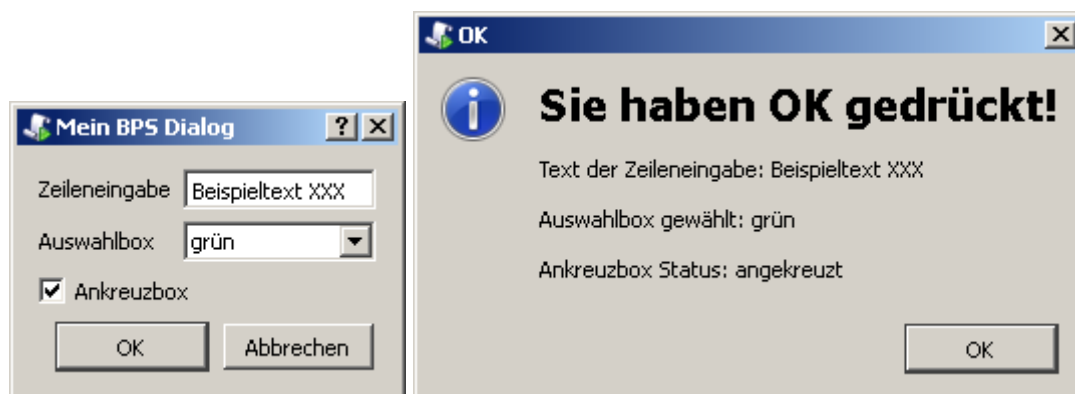 Mein BPS Dialog
Zeileneingabe Beispieltext XXX
Auswahlbox grün
Ankreuzbox
OK Abbrechen
OK
Sie haben OK gedrückt!
Text der Zeileneingabe: Beispieltext XXX
Auswahlbox gewählt: grün
Ankreuzbox Status: angekreuzt
OK